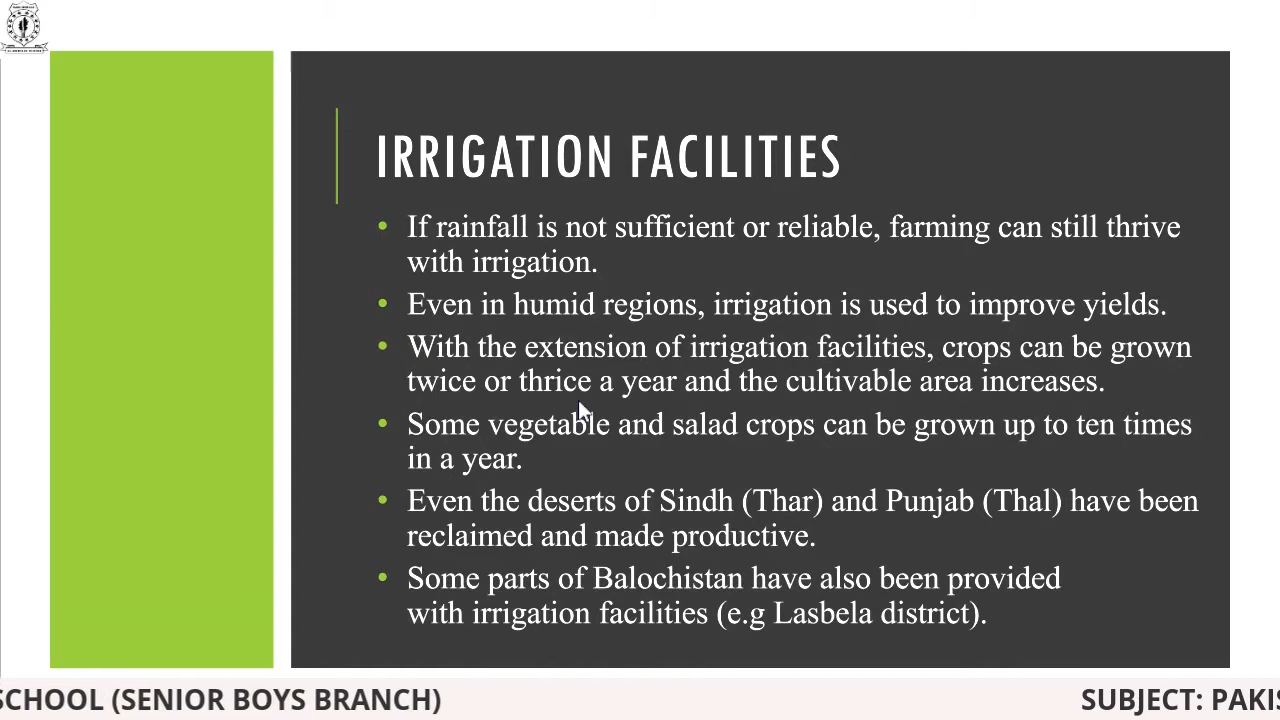 IRRIGATION FACILITIES
• If rainfall is not sufficient or reliable, farming can still thrive
with irrigation.
• Even in humid regions, irrigation is used to improve yields.
• With the extension of irrigation facilities, crops can be grown
twice or thrice a year and the cultivable area increases.
• Some vegetable and salad crops can be grown up to ten times
in a year.
• Even the deserts of Sindh (Thar) and Punjab (Thal) have been
reclaimed and made productive.
• Some parts of Balochistan have also been provided
with irrigation facilities (e.g Lasbela district).
SCHOOL (SENIOR BOYS BRANCH) SUBJECT: PAKIS